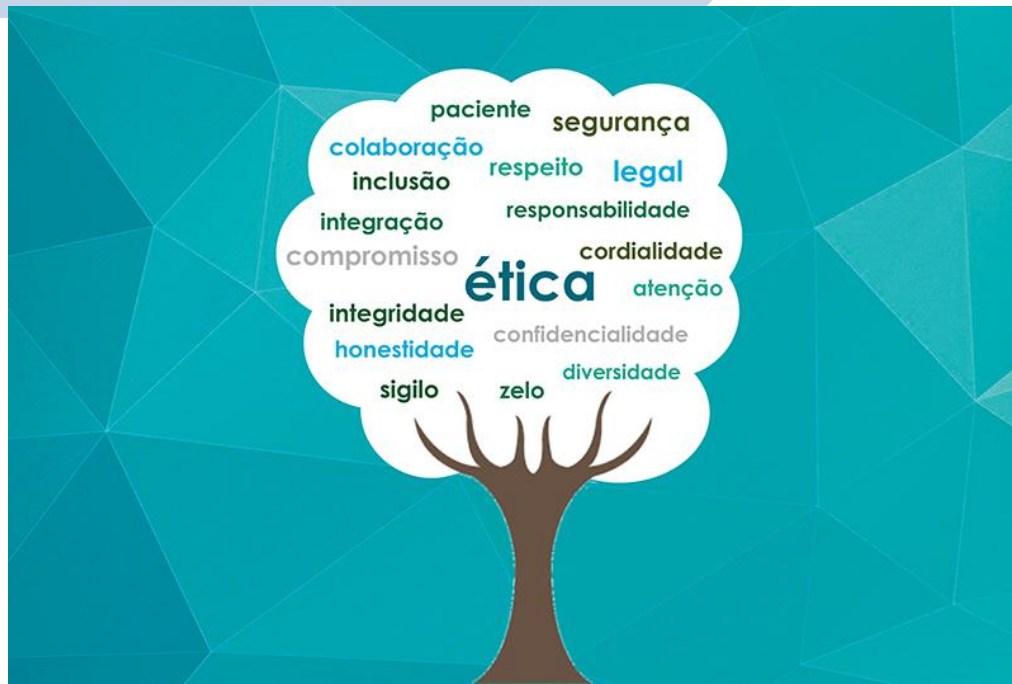 paciente
segurança
colaboração
respeito
legal
inclusão
responsabilidade
integração
cordialidade
compromisso
ética
atenção
integridade
confidencialidade
honestidade
diversidade
sigilo
zelo